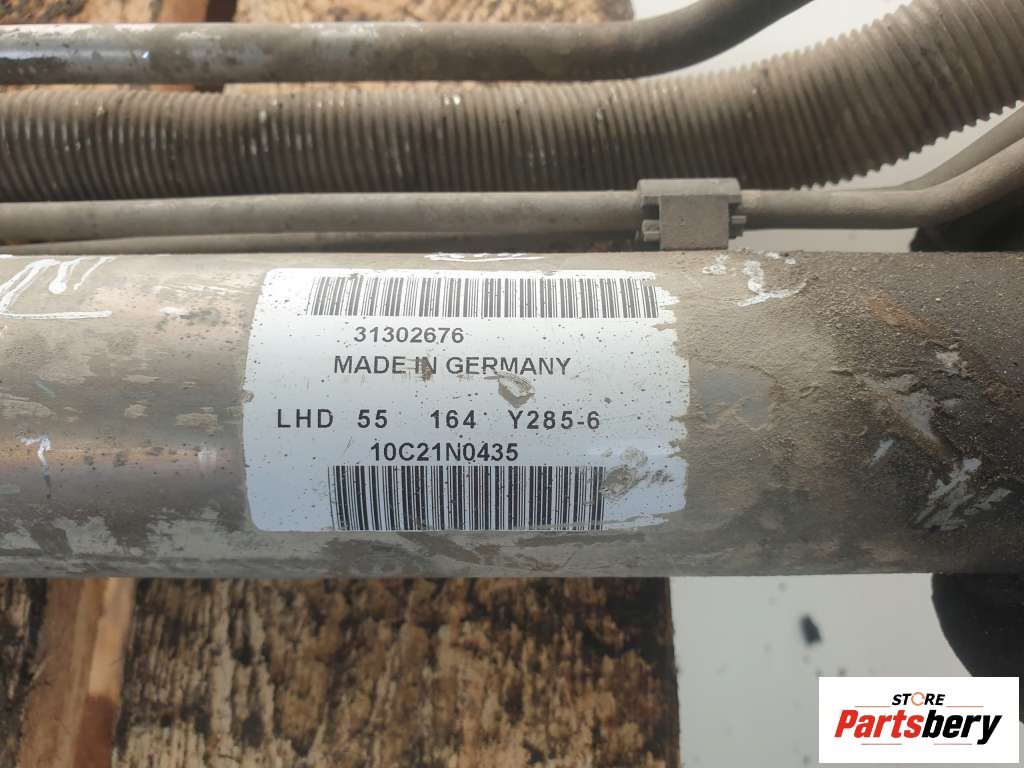 31302676
MADE IN GERMANY
LHD 55 164 Y285-6
10C21N0435
STORE
Partsbery